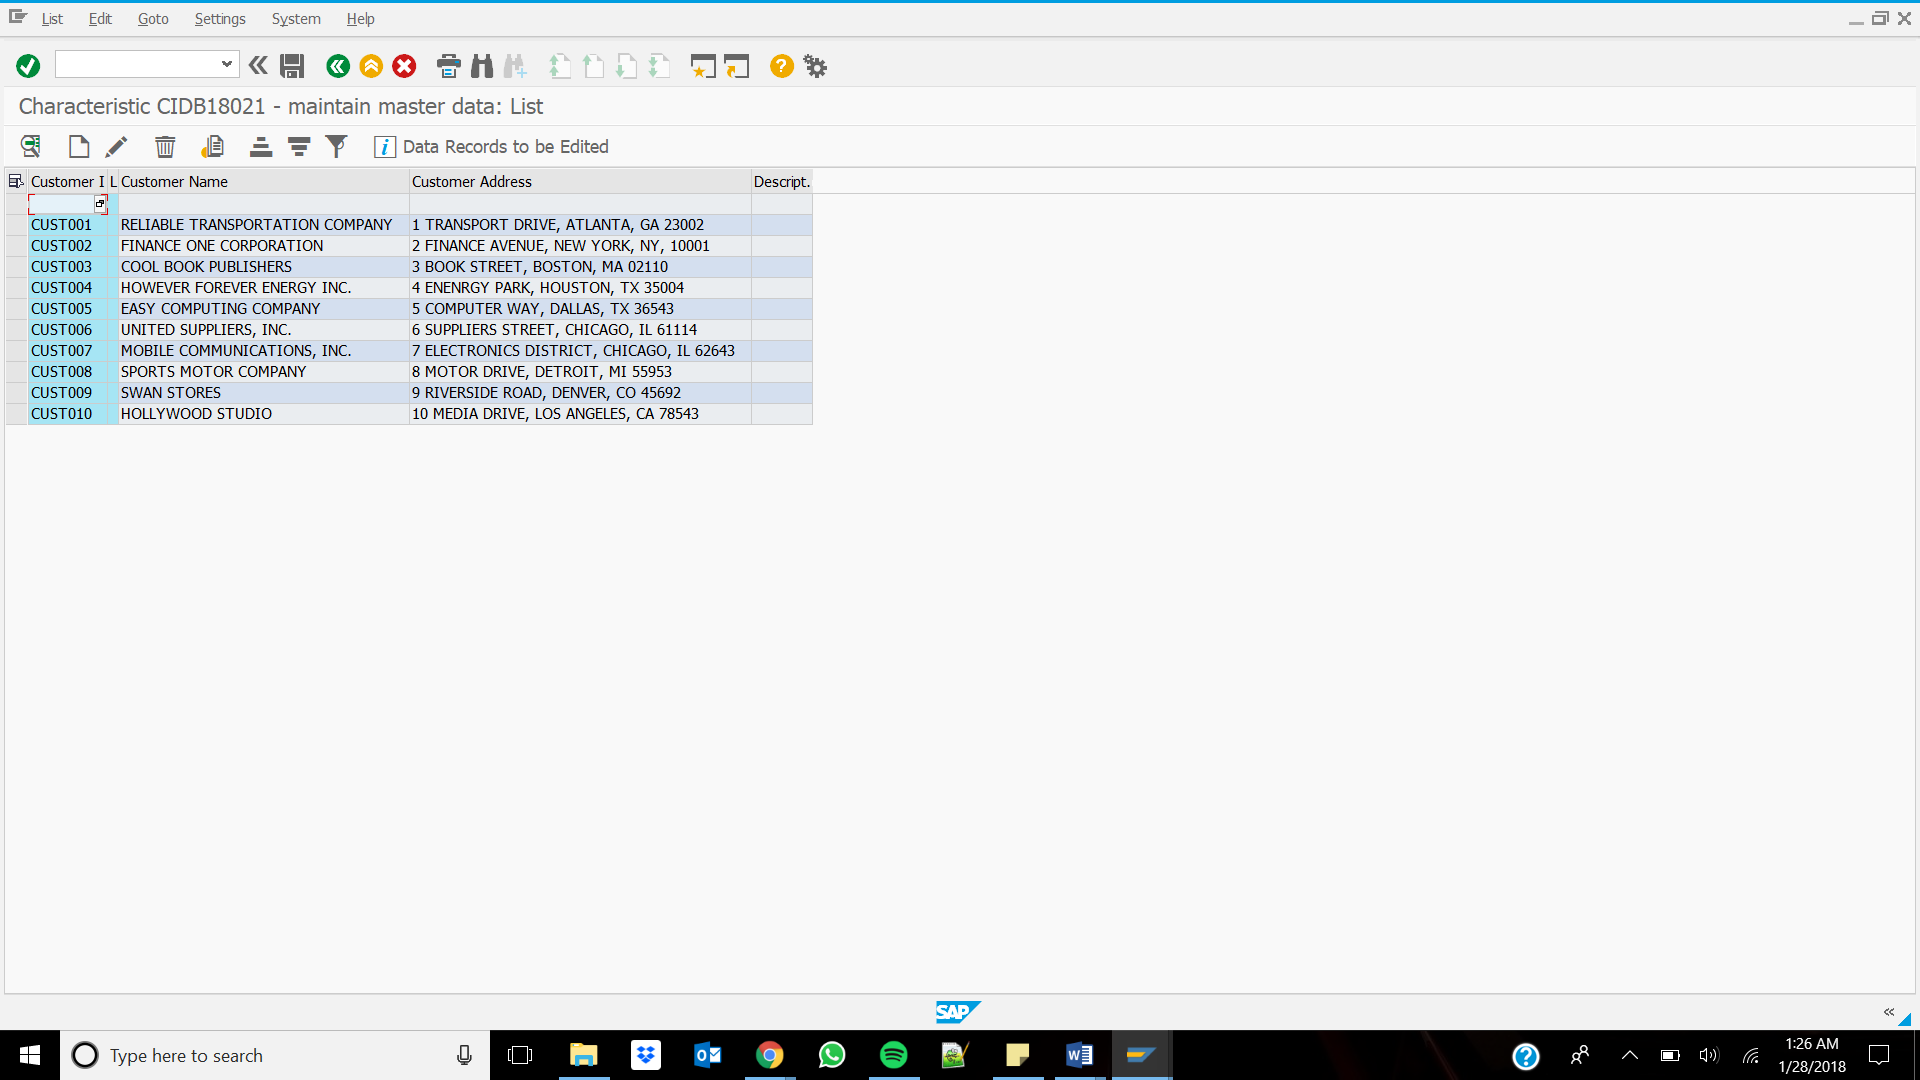 List Edit Goto Settings System Help
Characteristic CIDB18021 - maintain master data: List
Data Records to be Edited
Customer I L Customer Name Customer Address Descript.
CUST001 RELIABLE TRANSPORTATION COMPANY 1 TRANSPORT DRIVE, ATLANTA, GA 23002
CUST002 FINANCE ONE CORPORATION 2 FINANCE AVENUE, NEW YORK, NY, 10001
CUST003 COOL BOOK PUBLISHERS 3 BOOK STREET, BOSTON, MA 02110
CUST004 HOWEVER FOREVER ENERGY INC. 4 ENENRGY PARK, HOUSTON, TX 35004
CUST005 EASY COMPUTING COMPANY 5 COMPUTER WAY, DALLAS, TX 36543
CUST006 UNITED SUPPLIERS, INC. 6 SUPPLIERS STREET, CHICAGO, IL 61114
CUST007 MOBILE COMMUNICATIONS, INC. 7 ELECTRONICS DISTRICT, CHICAGO, IL 62643
CUST008 SPORTS MOTOR COMPANY 8 MOTOR DRIVE, DETROIT, MI 55953
CUST009 SWAN STORES 9 RIVERSIDE ROAD, DENVER, CO 45692
CUST010 HOLLYWOOD STUDIO 10 MEDIA DRIVE, LOS ANGELES, CA 78543
SAP
Type here to search
1:26 AM
1/28/2018